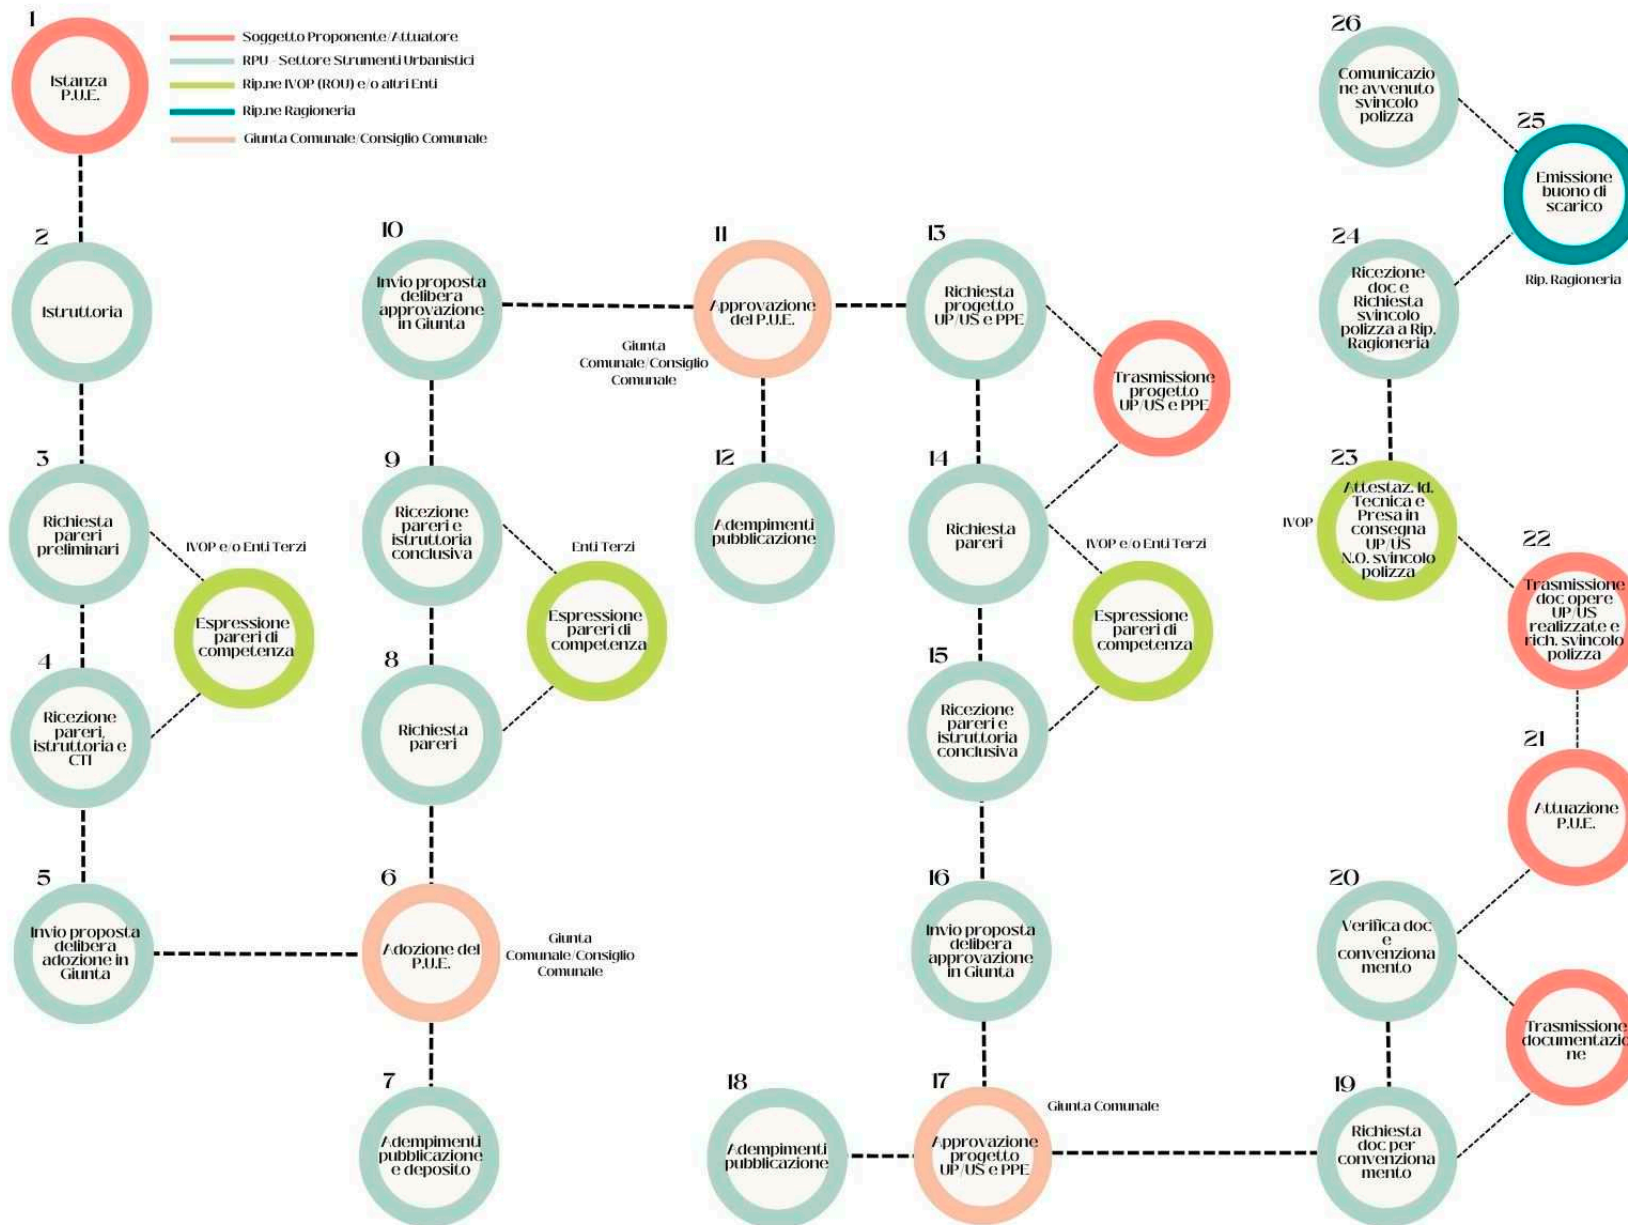 1
Istanza
P.U.E.
Soggetto Proponente/Attuatore
RPU - Settore Strumenti Urbanistici
Rip.ne IVOP (ROU) e/o altri Enti
Rip.ne Ragioneria
Giunta Comunale/Consiglio Comunale
2
Istruttoria
3
Richiesta
pareri
preliminari
IVOP e/o Enti Terzi
Espressione
pareri di
competenza
4
Ricezione
pareri,
istruttoria e
CTI
5
Invio proposta
delibera
adozione in
Giunta
6
Adozione del
P.U.E.
Giunta
Comunale/Consiglio
Comunale
7
Adempimenti
pubblicazione
e deposito
8
Richiesta
pareri
Enti Terzi
Espressione
pareri di
competenza
9
Ricezione
pareri e
istruttoria
conclusiva
10
Invio proposta
delibera
approvazione
in Giunta
11
Approvazione
del P.U.E.
Giunta
Comunale/Consiglio
Comunale
12
Adempimenti
pubblicazione
13
Richiesta
progetto
UP/US e PPE
Trasmissione
progetto
UP/US e PPE
14
Richiesta
pareri
IVOP e/o Enti Terzi
Espressione
pareri di
competenza
15
Ricezione
pareri e
istruttoria
conclusiva
16
Invio proposta
delibera
approvazione
in Giunta
17
Approvazione
progetto
UP/US e PPE
Giunta Comunale
18
Adempimenti
pubblicazione
19
Richiesta
doc per
convenziona
mento
Trasmissione
documentazio
ne
20
Verifica doc
e
convenziona
mento
21
Attuazione
P.U.E.
22
Trasmissione
doc opere
UP/US
realizzate e
rich. svincolo
polizza
23
IVOP
Attestaz. Id.
Tecnica e
Presa in
consegna
UP/US
N.O. svincolo
polizza
24
Ricezione
doc e
Richiesta
svincolo
polizza a Rip.
Ragioneria
25
Emissione
buono di
scarico
Rip. Ragioneria
26
Comunicazio
ne avvenuto
svincolo
polizza